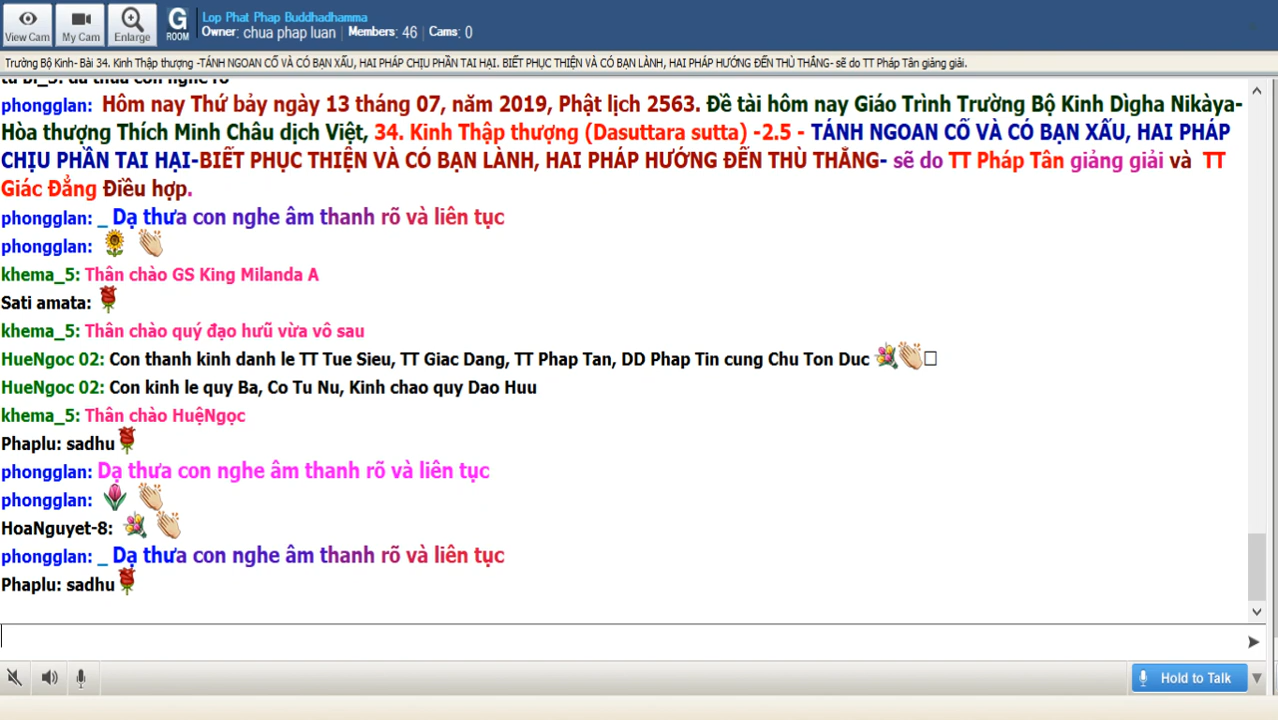 View Cam
My Cam
Enlarge
G
ROOM
Lop Phat Phap Buddhadhamma
Owner: chua phap luan Members: 46 Cams: 0
Trường Bộ Kinh- Bài 34. Kinh Thập thượng -TÁNH NGOAN CỐ VÀ CÓ BẠN XẤU, HAI PHÁP CHỊU PHẦN TAI HẠI. BIẾT PHỤC THIỆN VÀ CÓ BẠN LÀNH, HAI PHÁP HƯỚNG ĐẾN THÙ THẮNG- sẽ do TT Pháp Tân giảng giải.
phongglan: Hôm nay Thứ bảy ngày 13 tháng 07, năm 2019, Phật lịch 2563. Đề tài hôm nay Giáo Trình Trường Bộ Kinh Dìgha Nikàya-
Hòa thượng Thích Minh Châu dịch Việt, 34. Kinh Thập thượng (Dasuttara sutta) -2.5 - TÁNH NGOAN CỐ VÀ CÓ BẠN XẤU, HAI PHÁP
CHỊU PHẦN TAI HẠI-BIẾT PHỤC THIỆN VÀ CÓ BẠN LÀNH, HAI PHÁP HƯỚNG ĐẾN THÙ THẮNG- sẽ do TT Pháp Tân giảng giải và TT
Giác Đẳng Điều hợp.
phongglan: _ Dạ thưa con nghe âm thanh rõ và liên tục
phongglan:
khema_5: Thân chào GS King Milanda A
Sati amata:
khema_5: Thân chào quý đạo hưũ vừa vô sau
HueNgoc 02: Con thanh kinh danh le TT Tue Sieu, TT Giac Dang, TT Phap Tan, DD Phap Tin cung Chu Ton Duc
HueNgoc 02: Con kinh le quy Ba, Co Tu Nu, Kinh chao quy Dao Huu
khema_5: Thân chào HuệNgọc
Phaplu: sadhu
phongglan: Dạ thưa con nghe âm thanh rõ và liên tục
phongglan:
HoaNguyet-8:
phongglan: _ Dạ thưa con nghe âm thanh rõ và liên tục
Phaplu: sadhu
Hold to Talk